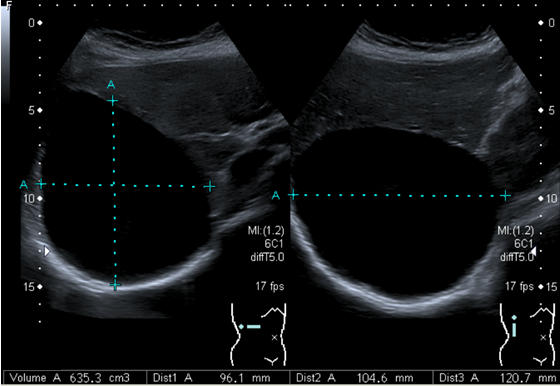 F
0
0
A
5
5
A
A
10
10
MI:(1.2)
6C1
diffT5.0
MI:(1.2)
6C1
diffT5.0
15
17 fps
17 fps
15
Volume A 635.3 cm3 Dist1 A 96.1 mm Dist2 A 104.6 mm Dist3 A 120.7 mm